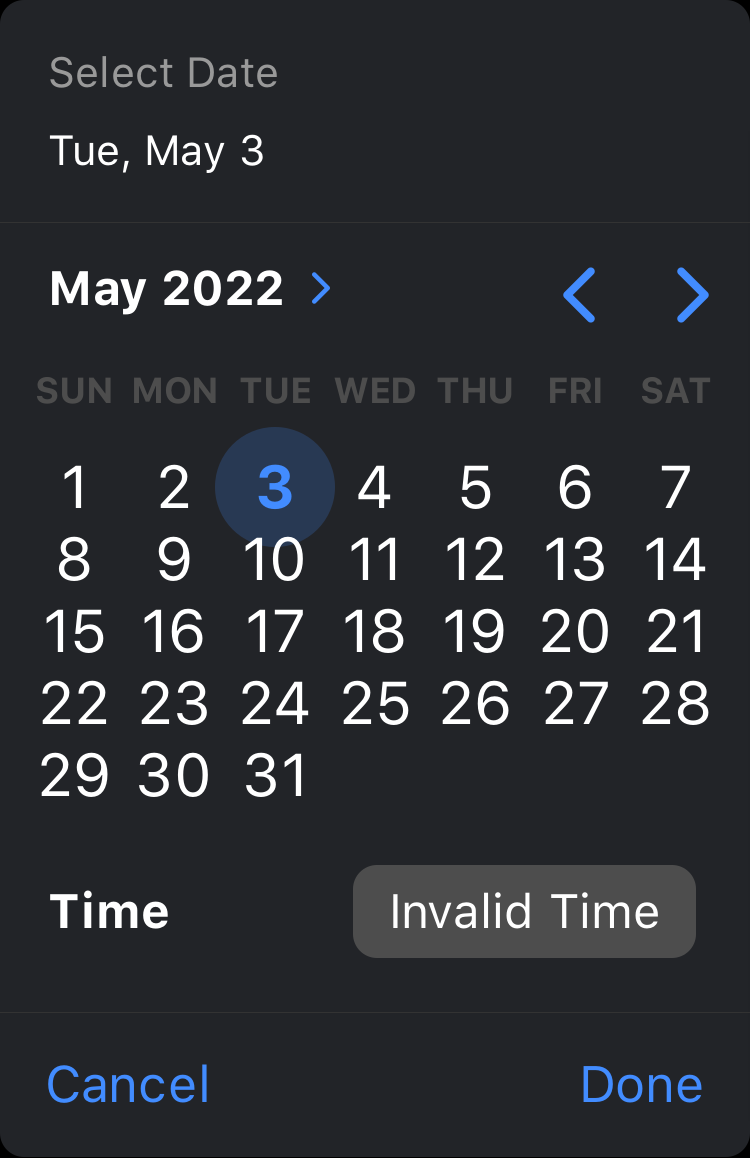 Select Date
Tue, May 3
May 2022
SUN MON TUE WED THU FRI SAT
1 2 3 4 5 6 7
8 9 10 11 12 13 14
15 16 17 18 19 20 21
22 23 24 25 26 27 28
29 30 31
Time Invalid Time
Cancel Done